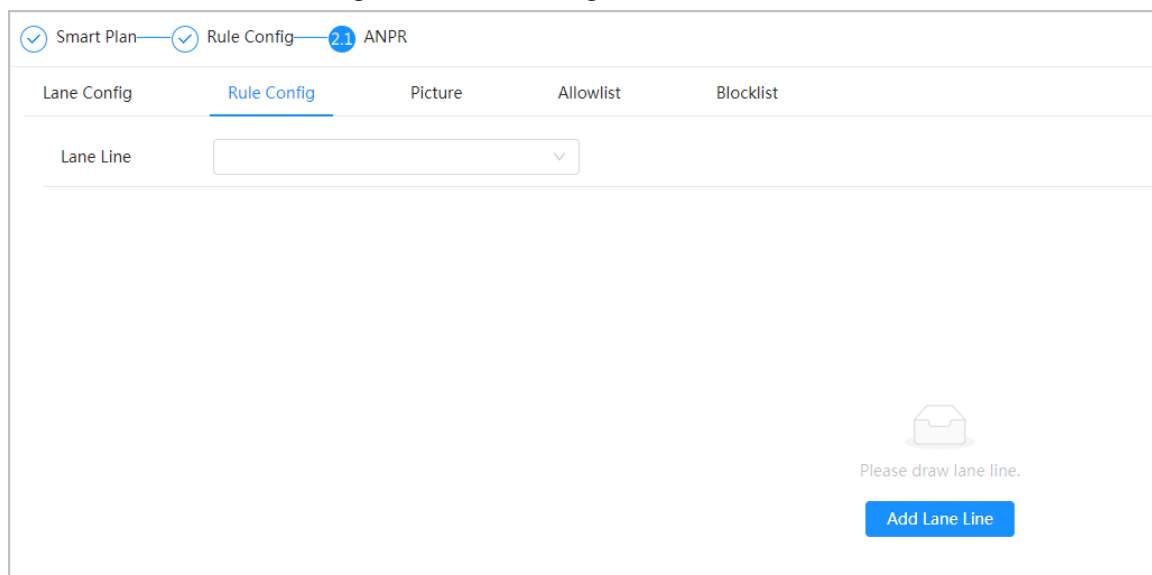 Smart Plan Rule Config 2.1 ANPR
Lane Config Rule Config Picture Allowlist Blocklist
Lane Line
Please draw lane line.
Add Lane Line